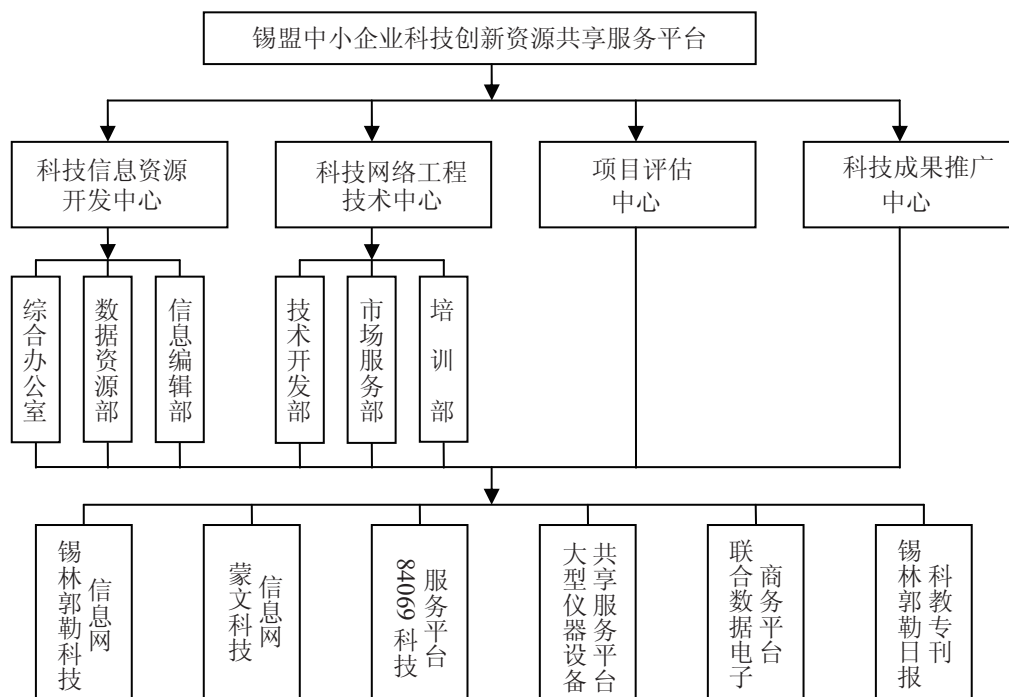 锡盟中小企业科技创新资源共享服务平台
科技信息资源
开发中心
科技网络工程
技术中心
项目评估
中心
科技成果推广
中心
综合办公室
数据资源部
信息编辑部
技术开发部
市场服务部
培训部
锡林郭勒科技
信息网
蒙文科技
信息网
84069 科技
服务平台
大型仪器设备
共享服务平台
联合数据电子
商务平台
锡林郭勒日报
科教专刊